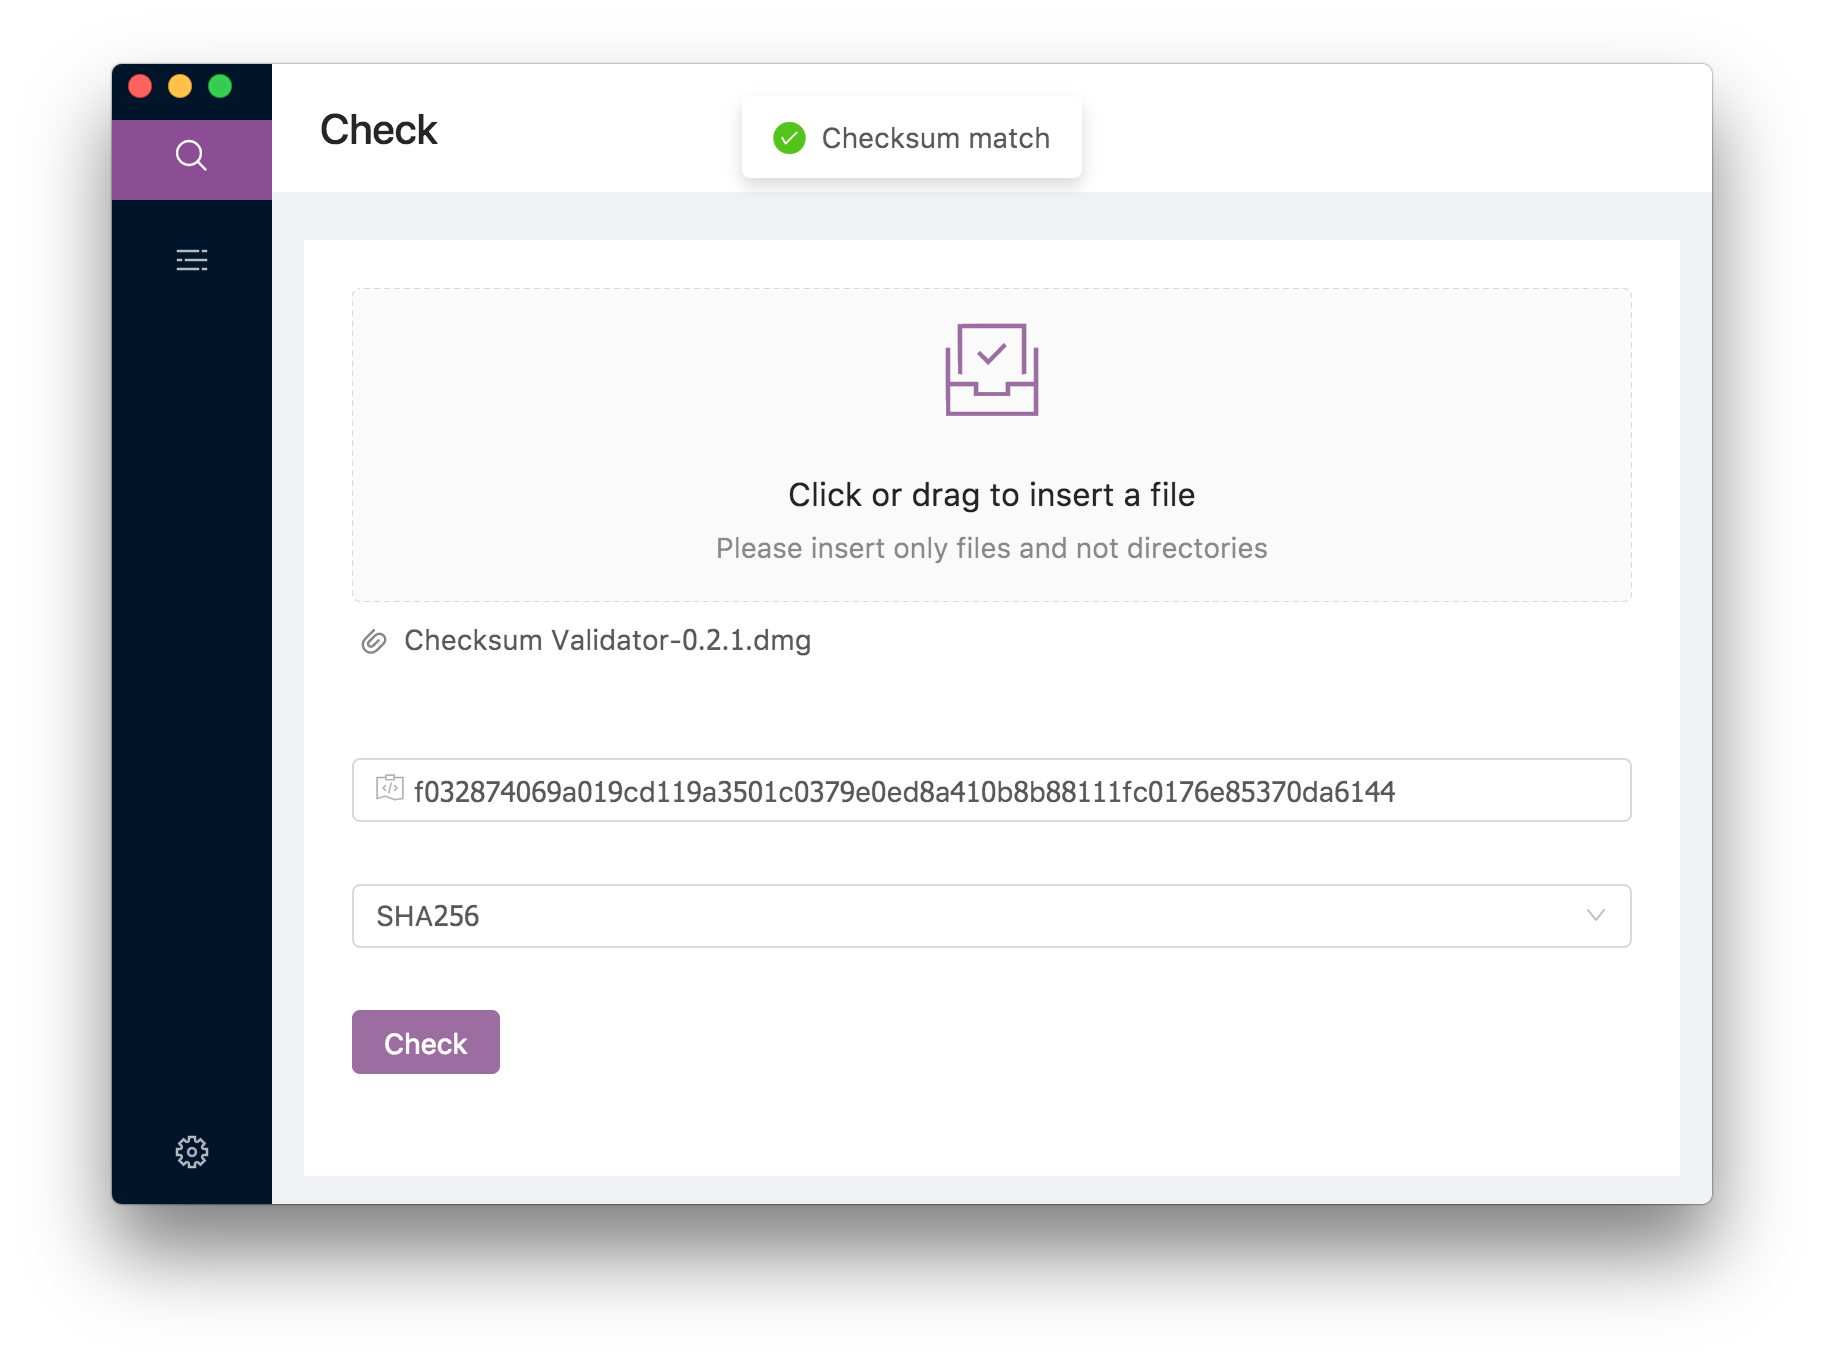 Check
Checksum match
Click or drag to insert a file
Please insert only files and not directories
Checksum Validator-0.2.1.dmg
f032874069a019cd119a3501c0379e0ed8a410b8b88111fc0176e85370da6144
SHA256
Check